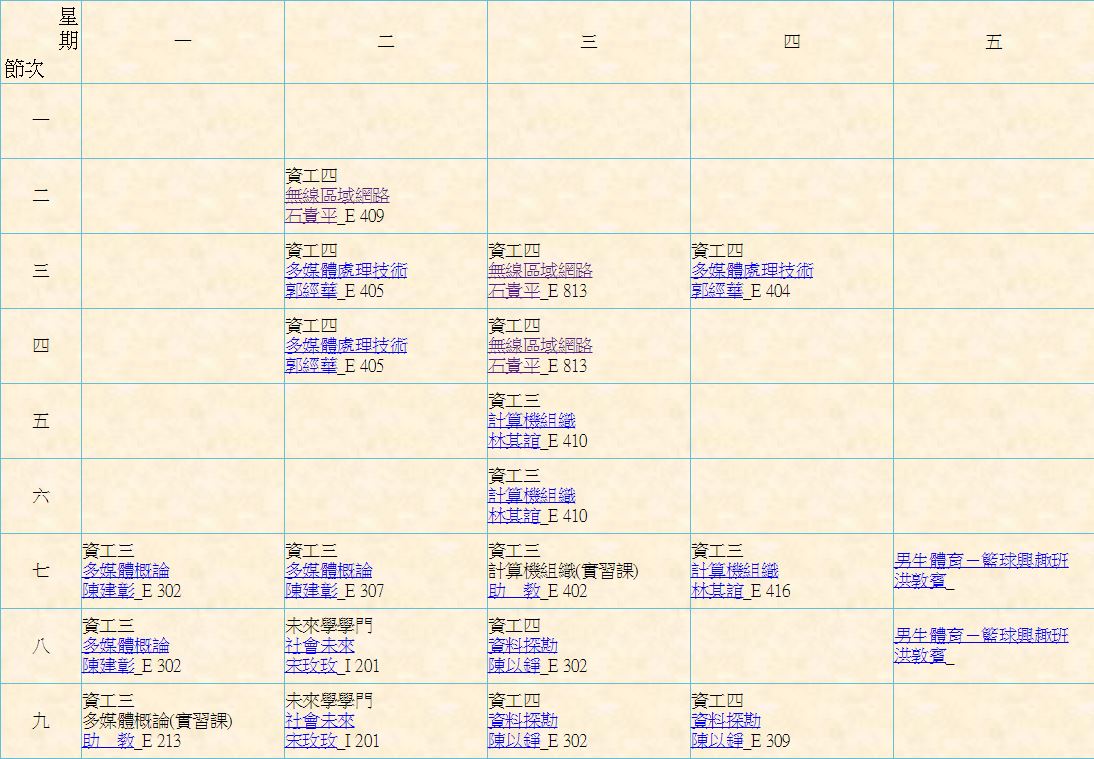 星
期
節次
一
二
三
四
五
一
二
資工四
無線區域網路
石貴平_E 409
三
資工四
多媒體處理技術
郭經華_E 405
資工四
無線區域網路
石貴平_E 813
資工四
多媒體處理技術
郭經華_E 404
四
資工四
多媒體處理技術
郭經華_E 405
資工四
無線區域網路
石貴平_E 813
五
資工三
計算機組織
林其誼_E 410
六
資工三
計算機組織
林其誼_E 410
七
資工三
多媒體概論
陳建彰_E 302
資工三
多媒體概論
陳建彰_E 307
資工三
計算機組織(實習課)
助　教_E 402
資工三
計算機組織
林其誼_E 416
男生體育－籃球興趣班
洪敦賓_
八
資工三
多媒體概論
陳建彰_E 302
未來學學門
社會未來
宋玫玫_I 201
資工四
資料探勘
陳以錚_E 302
男生體育－籃球興趣班
洪敦賓_
九
資工三
多媒體概論(實習課)
助　教_E 213
未來學學門
社會未來
宋玫玫_I 201
資工四
資料探勘
陳以錚_E 302
資工四
資料探勘
陳以錚_E 309